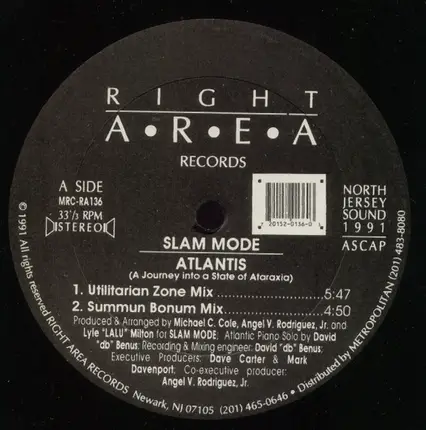 RIGHT
A•R•E•A
RECORDS
A SIDE
MRC-RA136
33⅓ RPM
STEREO
20152-0136-0
NORTH
JERSEY
SOUND
1991
ASCAP
SLAM MODE
ATLANTIS
(A Journey into a State of Ataraxia)
1. Utilitarian Zone Mix 5:47
2. Summun Bonum Mix 4:50
Produced & Arranged by Michael C. Cole, Angel V. Rodriguez, Jr. and
Lyle "LALU" Milton for SLAM MODE; Atlantic Piano Solo by David
"db" Benus; Recording & Mixing engineer: David "db" Benus;
Executive Producers: Dave Carter & Mark
Davenport; Co-executive producer:
Angel V. Rodriguez, Jr.
© 1991 All rights reserved RIGHT AREA RECORDS Newark, NJ 07105 (201) 465-0646 • Distributed by METROPOLITAN (201) 483-8080